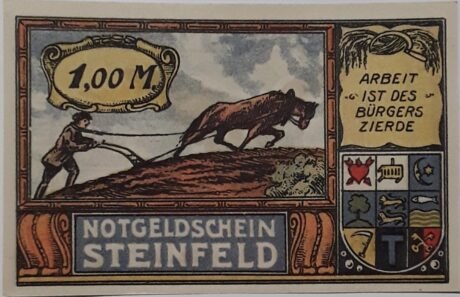 1,00 M.
ARBEIT
IST DES
BÜRGERS
ZIERDE
NOTGELDSCHEIN
STEINFELD
T